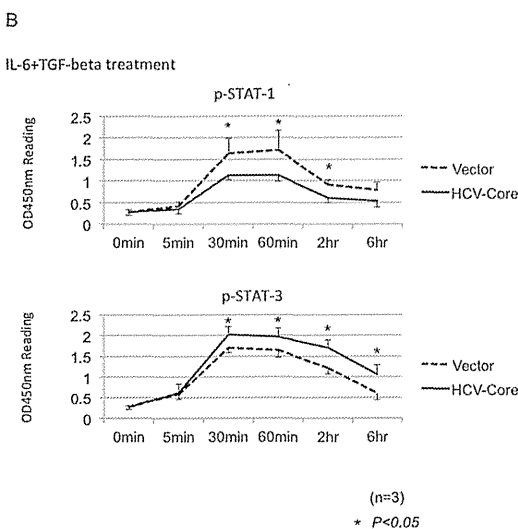 B
IL-6+TGF-beta treatment
p-STAT-1
OD450nm Reading
2.5
2
1.5
1
0.5
0
* * *
0min 5min 30min 60min 2hr 6hr
Vector
HCV-Core
p-STAT-3
OD450nm Reading
2.5
2
1.5
1
0.5
0
* * * *
0min 5min 30min 60min 2hr 6hr
Vector
HCV-Core
(n=3)
* P<0.05